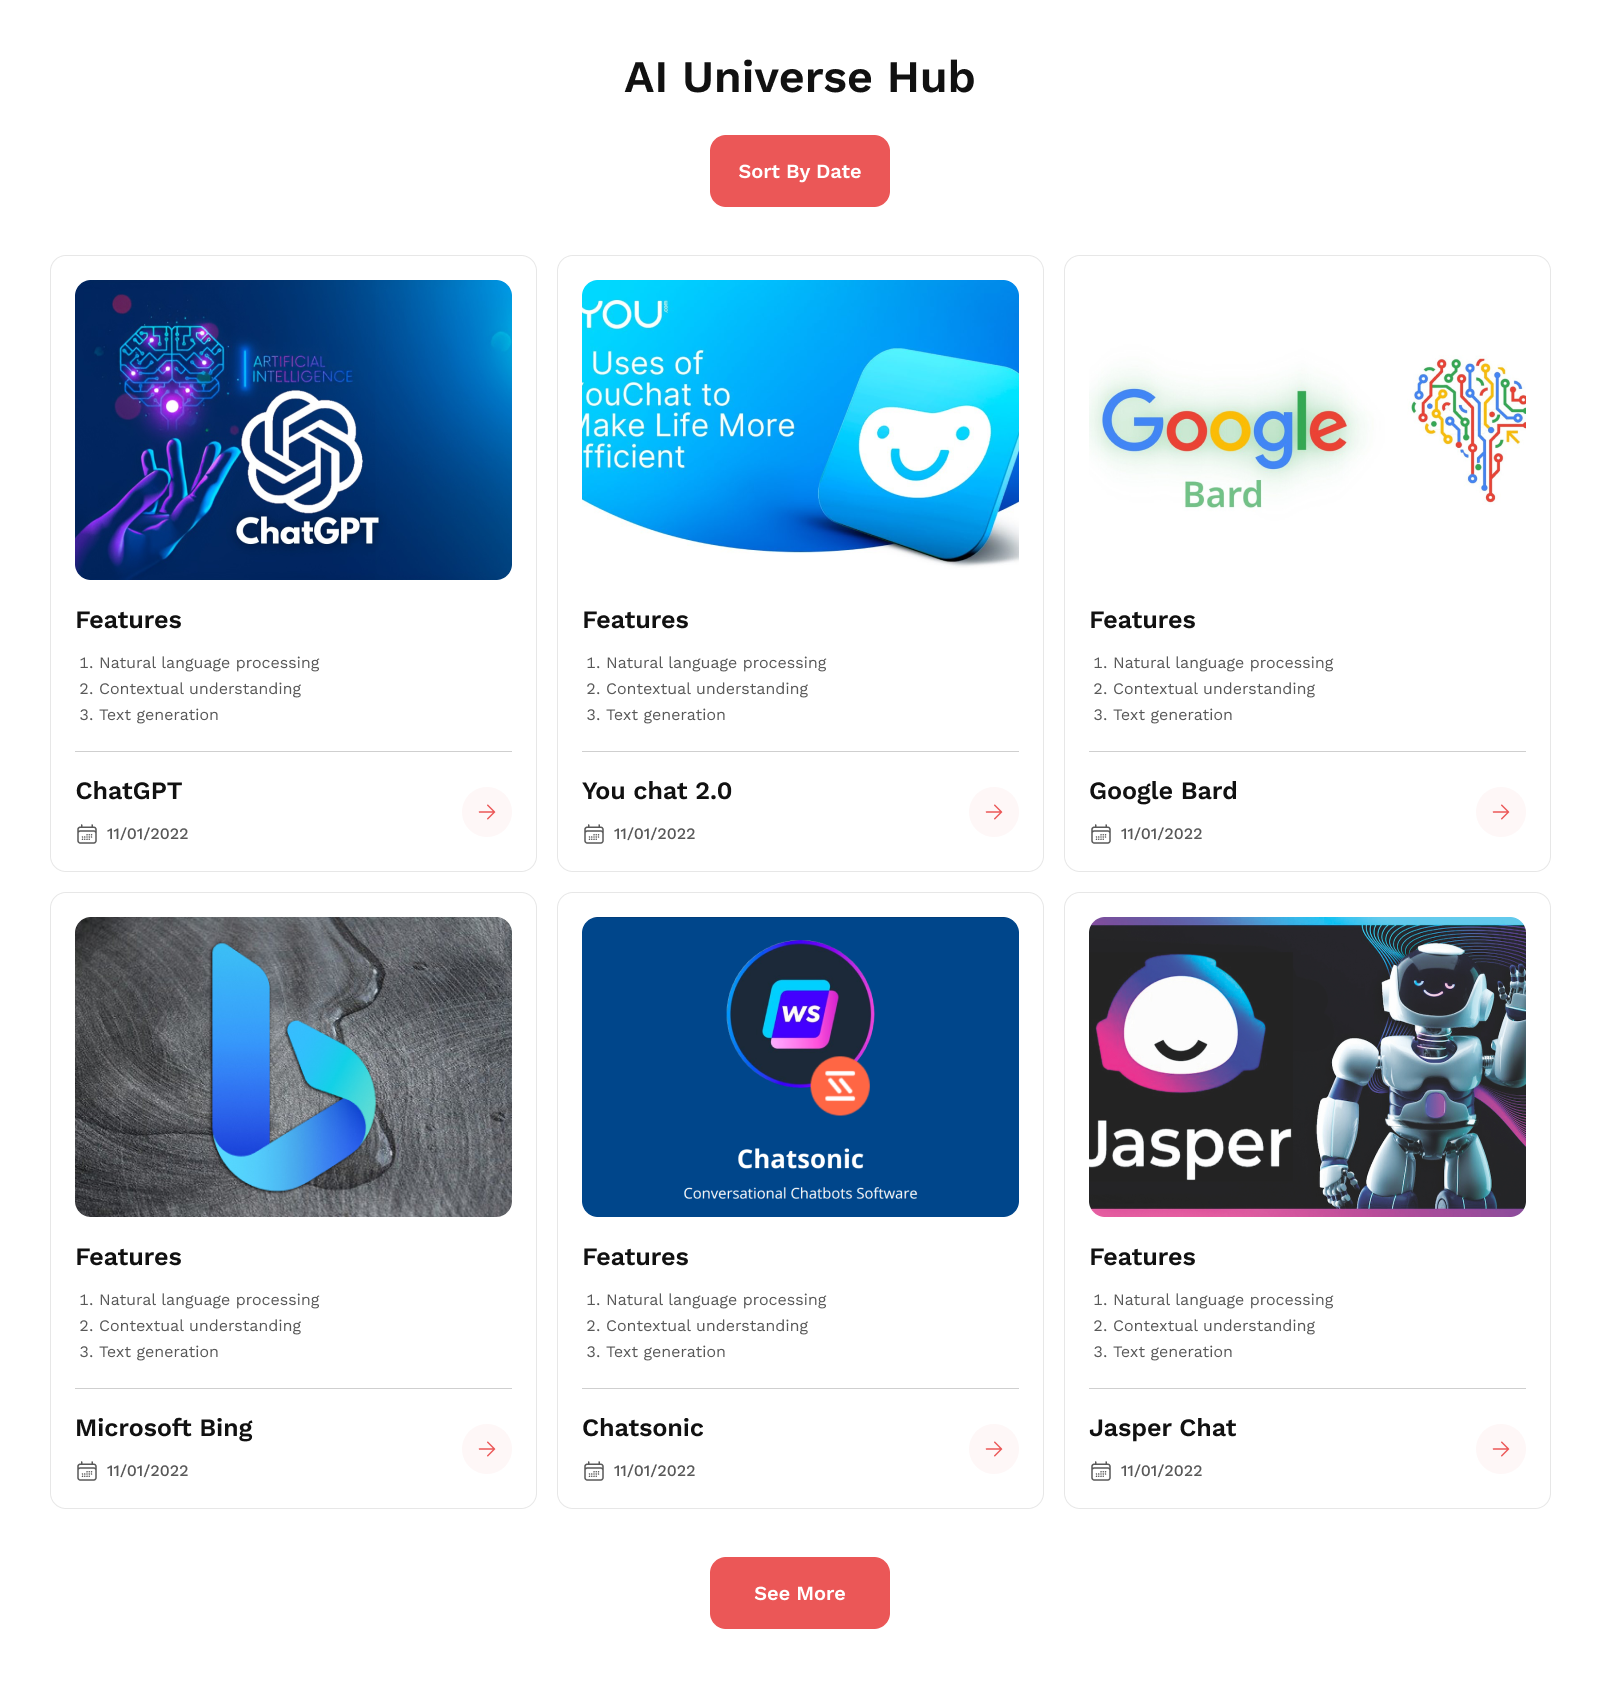 AI Universe Hub
Sort By Date
ARTIFICIAL
INTELLIGENCE
ChatGPT
Features
1. Natural language processing
2. Contextual understanding
3. Text generation
ChatGPT
11/01/2022
YOU
Uses of
ouChat to
Make Life More
fficient
Features
1. Natural language processing
2. Contextual understanding
3. Text generation
You chat 2.0
11/01/2022
Google
Bard
Features
1. Natural language processing
2. Contextual understanding
3. Text generation
Google Bard
11/01/2022
Features
1. Natural language processing
2. Contextual understanding
3. Text generation
Microsoft Bing
11/01/2022
WS
Chatsonic
Conversational Chatbots Software
Features
1. Natural language processing
2. Contextual understanding
3. Text generation
Chatsonic
11/01/2022
Jasper
Features
1. Natural language processing
2. Contextual understanding
3. Text generation
Jasper Chat
11/01/2022
See More